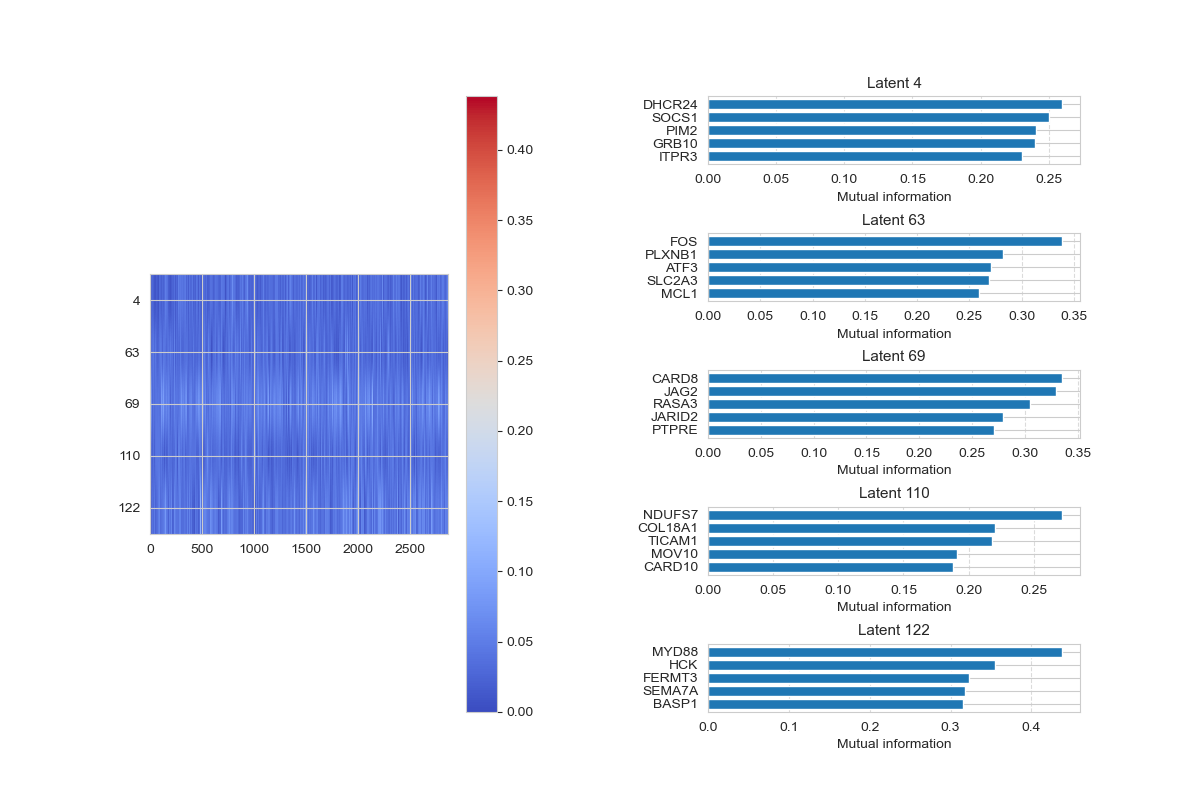 4
63
69
110
122
0 500 1000 1500 2000 2500
0.40
0.35
0.30
0.25
0.20
0.15
0.10
0.05
0.00
Latent 4
DHCR24
SOCS1
PIM2
GRB10
ITPR3
0.00 0.05 0.10 0.15 0.20 0.25
Mutual information
Latent 63
FOS
PLXNB1
ATF3
SLC2A3
MCL1
0.00 0.05 0.10 0.15 0.20 0.25 0.30 0.35
Mutual information
Latent 69
CARD8
JAG2
RASA3
JARID2
PTPRE
0.00 0.05 0.10 0.15 0.20 0.25 0.30 0.35
Mutual information
Latent 110
NDUFS7
COL18A1
TICAM1
MOV10
CARD10
0.00 0.05 0.10 0.15 0.20 0.25
Mutual information
Latent 122
MYD88
HCK
FERMT3
SEMA7A
BASP1
0.0 0.1 0.2 0.3 0.4
Mutual information